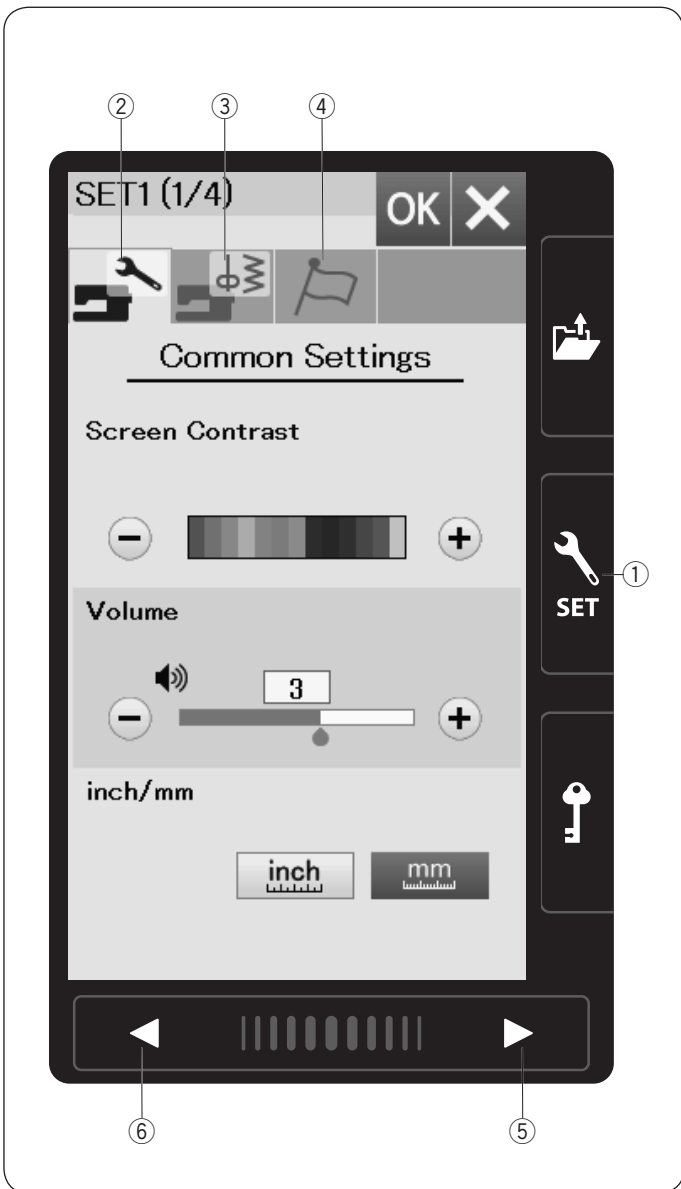 ② ③ ④
SET1 (1/4)
OK
Common Settings
Screen Contrast
① 
SET
Volume
3
inch/mm
inch
mm
⑥ ⑤